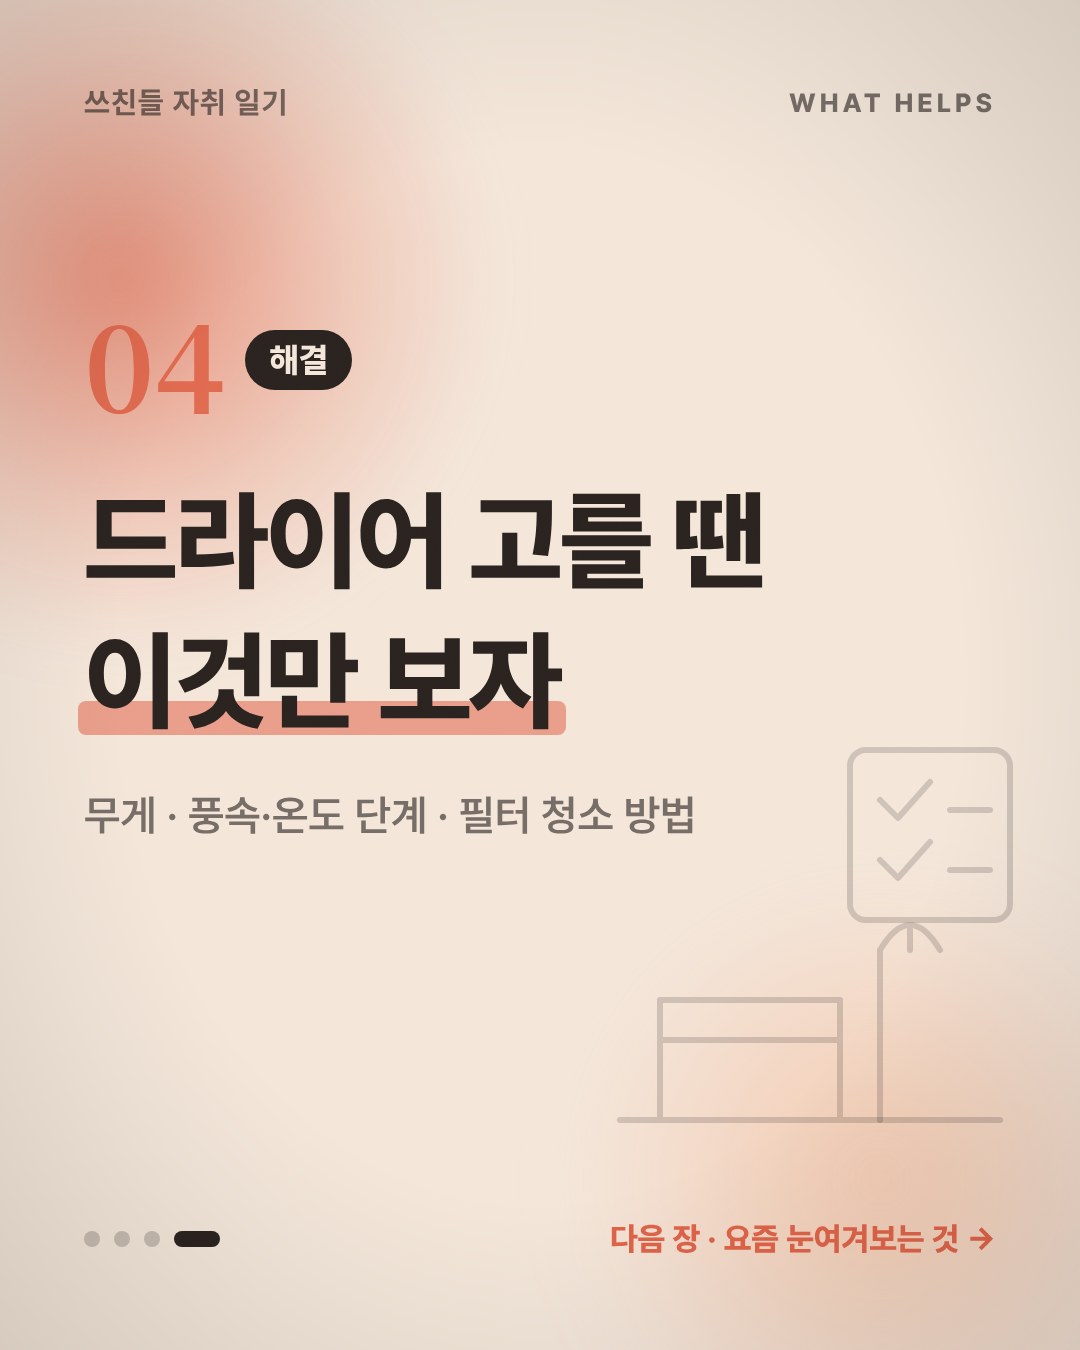 쓰친들 자취 일기
WHAT HELPS
04 해결
드라이어 고를 땐
이것만 보자
무게 · 풍속·온도 단계 · 필터 청소 방법
다음 장 · 요즘 눈여겨보는 것 →